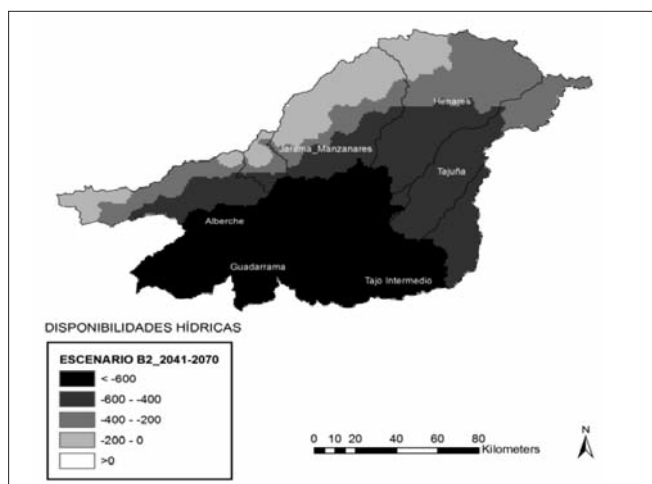 Henares
Jarama_Manzanares
Tajuña
Alberche
Guadarrama
Tajo Intermedio
DISPONIBILIDADES HÍDRICAS
ESCENARIO B2_2041-2070
< -600
-600 - -400
-400 - -200
-200 - 0
>0
N
0 10 20 40 60 80
Kilometers